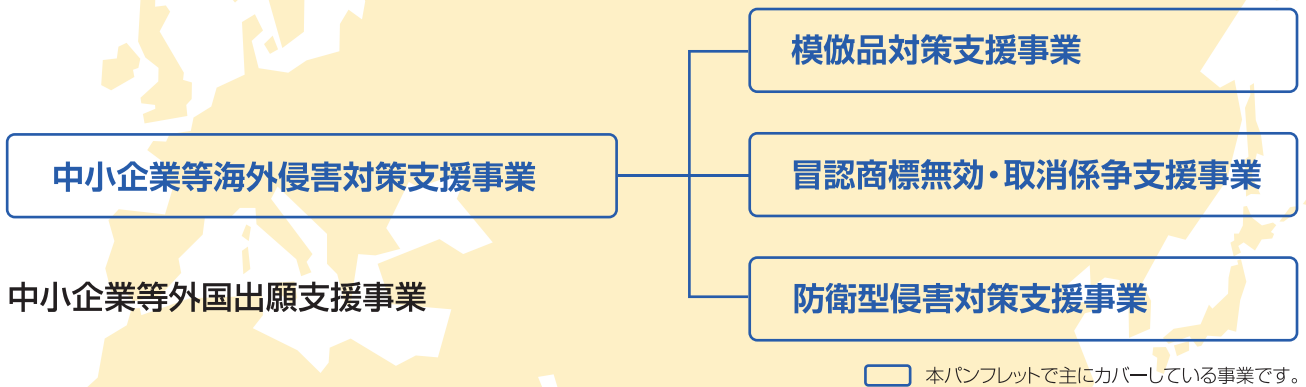 模倣品対策支援事業
中小企業等海外侵害対策支援事業
冒認商標無効・取消係争支援事業
防衛型侵害対策支援事業
中小企業等外国出願支援事業
本パンフレットで主にカバーしている事業です。